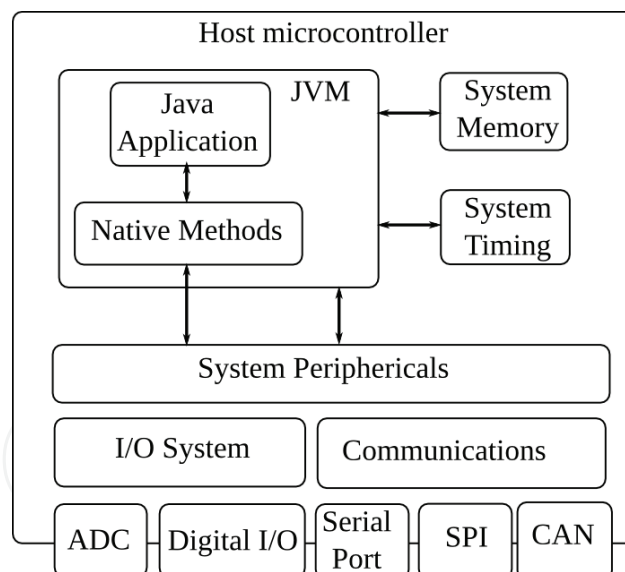 Host microcontroller
JVM
Java
Application
Native Methods
System
Memory
System
Timing
System Periphericals
I/O System
Communications
ADC
Digital I/O
Serial
Port
SPI
CAN